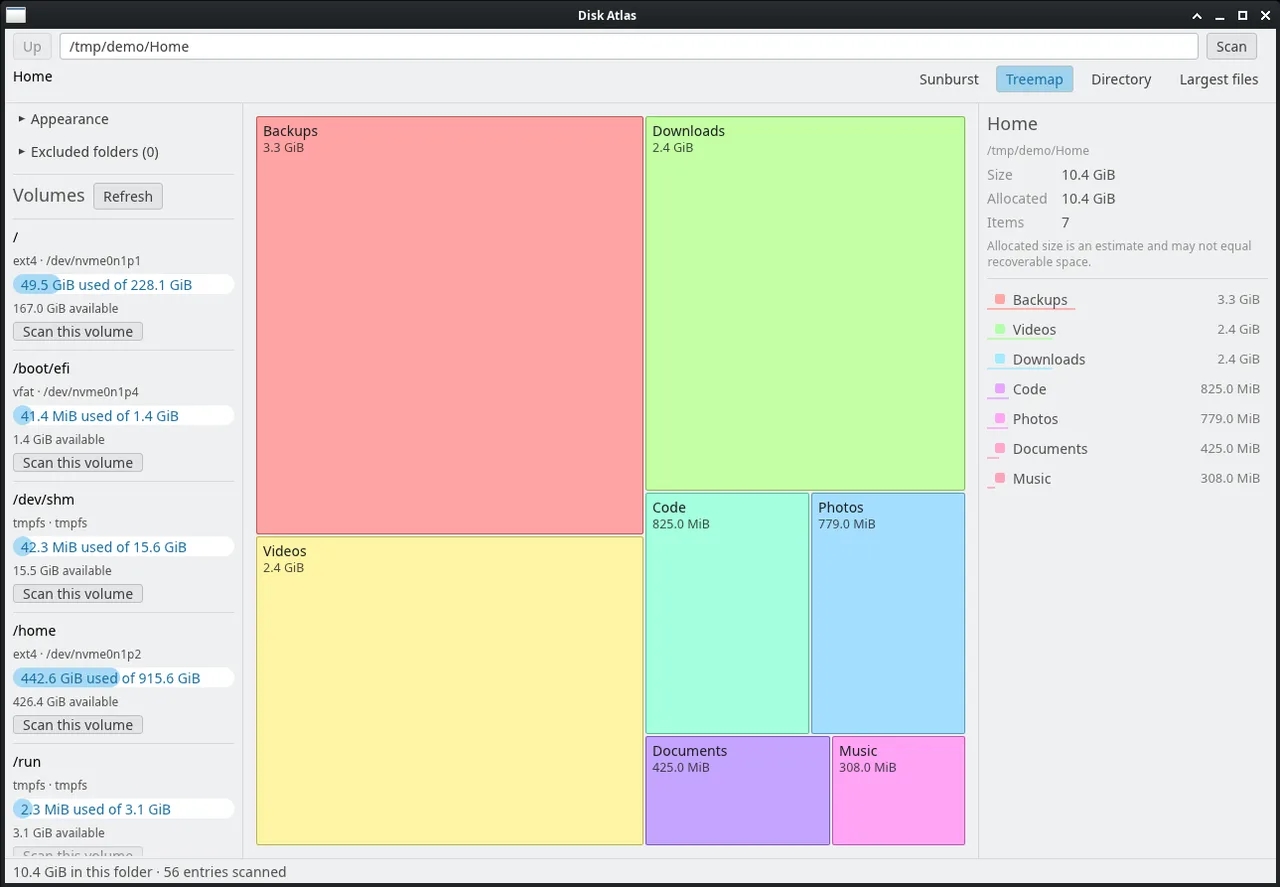 Disk Atlas
Up
/tmp/demo/Home
Scan
Home
Sunburst
Treemap
Directory
Largest files
Appearance
Excluded folders (0)
Volumes
Refresh
/
ext4 · /dev/nvme0n1p1
49.5 GiB used of 228.1 GiB
167.0 GiB available
Scan this volume
/boot/efi
vfat · /dev/nvme0n1p4
41.4 MiB used of 1.4 GiB
1.4 GiB available
Scan this volume
/dev/shm
tmpfs · tmpfs
42.3 MiB used of 15.6 GiB
15.5 GiB available
Scan this volume
/home
ext4 · /dev/nvme0n1p2
442.6 GiB used of 915.6 GiB
426.4 GiB available
Scan this volume
/run
tmpfs · tmpfs
2.3 MiB used of 3.1 GiB
3.1 GiB available
Scan this volume
Backups
3.3 GiB
Downloads
2.4 GiB
Videos
2.4 GiB
Code
825.0 MiB
Photos
779.0 MiB
Documents
425.0 MiB
Music
308.0 MiB
Home
/tmp/demo/Home
Size 10.4 GiB
Allocated 10.4 GiB
Items 7
Allocated size is an estimate and may not equal
recoverable space.
Backups 3.3 GiB
Videos 2.4 GiB
Downloads 2.4 GiB
Code 825.0 MiB
Photos 779.0 MiB
Documents 425.0 MiB
Music 308.0 MiB
10.4 GiB in this folder · 56 entries scanned